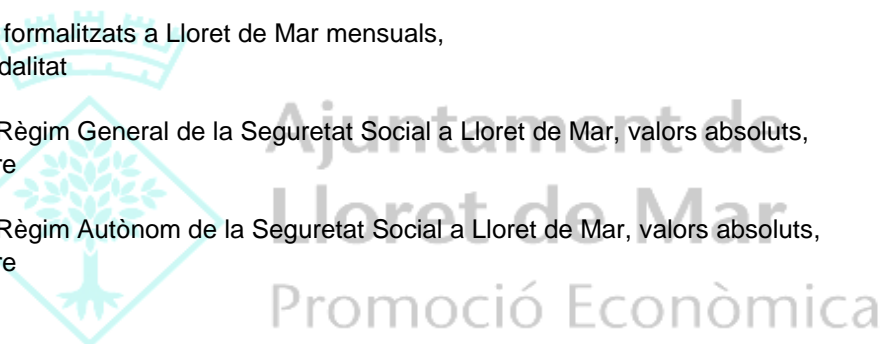 formalitzats a Lloret de Mar mensuals,
dalitat
Règim General de la Seguretat Social a Lloret de Mar, valors absoluts,
re
Règim Autònom de la Seguretat Social a Lloret de Mar, valors absoluts,
re
Ajuntament de
Lloret de Mar
Promoció Econòmica